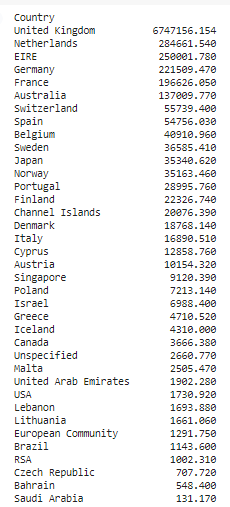 Country
United Kingdom 6747156.154
Netherlands 284661.540
EIRE 250001.780
Germany 221509.470
France 196626.050
Australia 137009.770
Switzerland 55739.400
Spain 54756.030
Belgium 40910.960
Sweden 36585.410
Japan 35340.620
Norway 35163.460
Portugal 28995.760
Finland 22326.740
Channel Islands 20076.390
Denmark 18768.140
Italy 16890.510
Cyprus 12858.760
Austria 10154.320
Singapore 9120.390
Poland 7213.140
Israel 6988.400
Greece 4710.520
Iceland 4310.000
Canada 3666.380
Unspecified 2660.770
Malta 2505.470
United Arab Emirates 1902.280
USA 1730.920
Lebanon 1693.880
Lithuania 1661.060
European Community 1291.750
Brazil 1143.600
RSA 1002.310
Czech Republic 707.720
Bahrain 548.400
Saudi Arabia 131.170